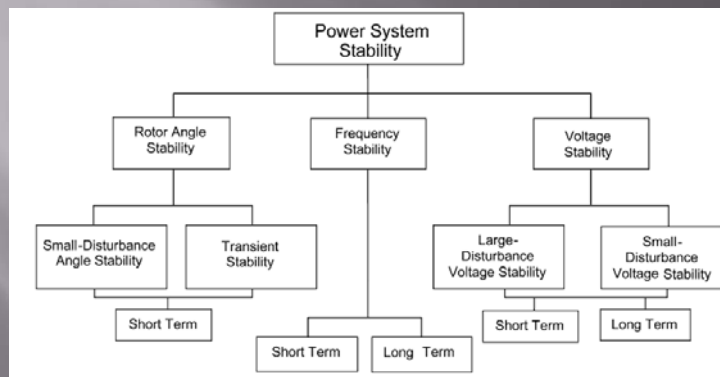 Power System
Stability
Rotor Angle
Stability
Frequency
Stability
Voltage
Stability
Small-Disturbance
Angle Stability
Transient
Stability
Large-
Disturbance
Voltage Stability
Small-
Disturbance
Voltage Stability
Short Term
Short Term
Long Term
Short Term
Long Term